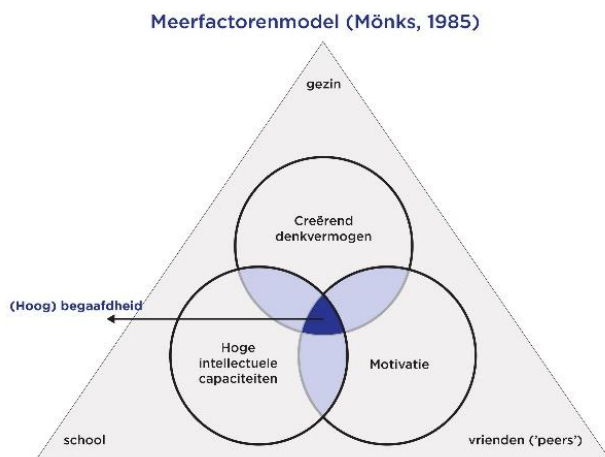 Meerfactorenmodel (Mönks, 1985)
gezin
Creërend
denkvermogen
(Hoog) begaafdheid
Hoge
intellectuele
capaciteiten
Motivatie
school
vrienden ('peers')